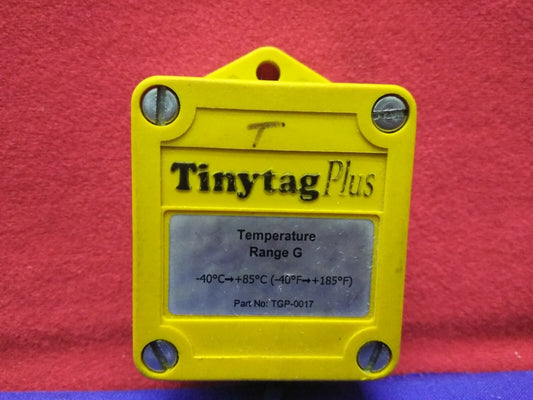 T
Tinytag Plus
Temperature
Range G
-40°C→+85°C (-40°F→+185°F)
Part No: TGP-0017